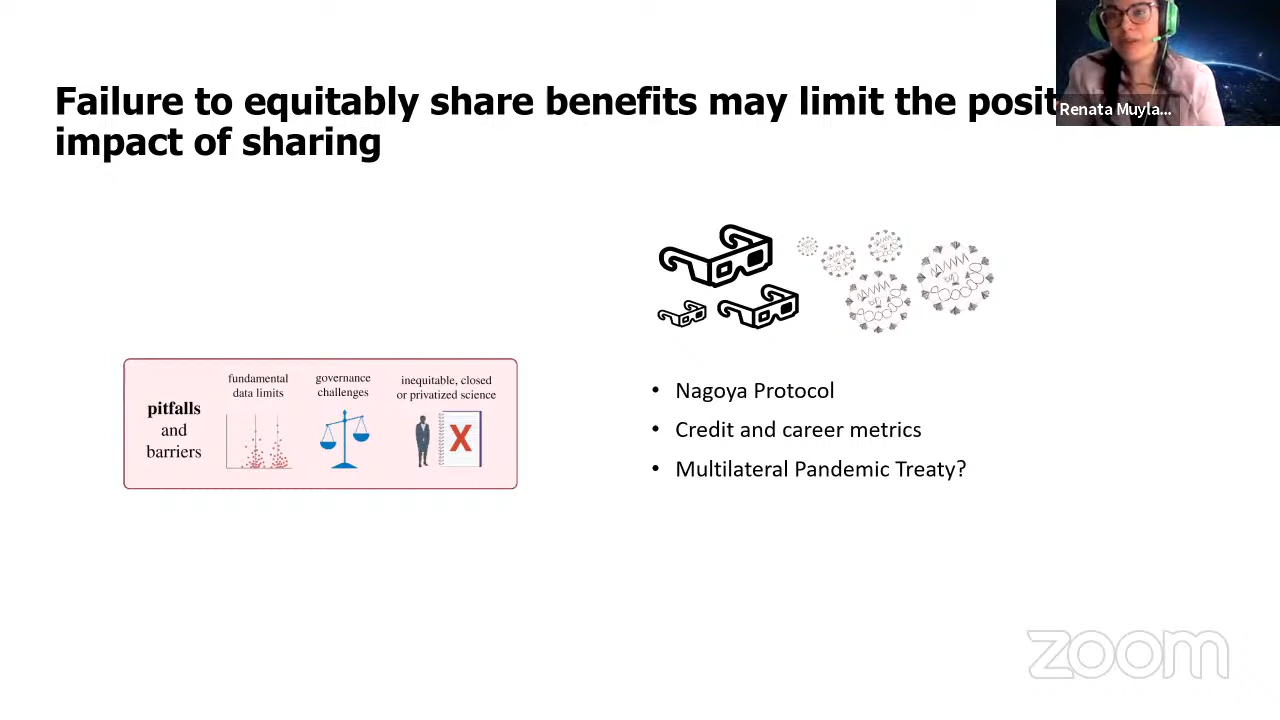 Failure to equitably share benefits may limit the
impact of sharing
Renata Muyla...
pitfalls
and
barriers
fundamental
data limits
governance
challenges
inequitable, closed
or privatized science
X
• Nagoya Protocol
• Credit and career metrics
• Multilateral Pandemic Treaty?
zoom